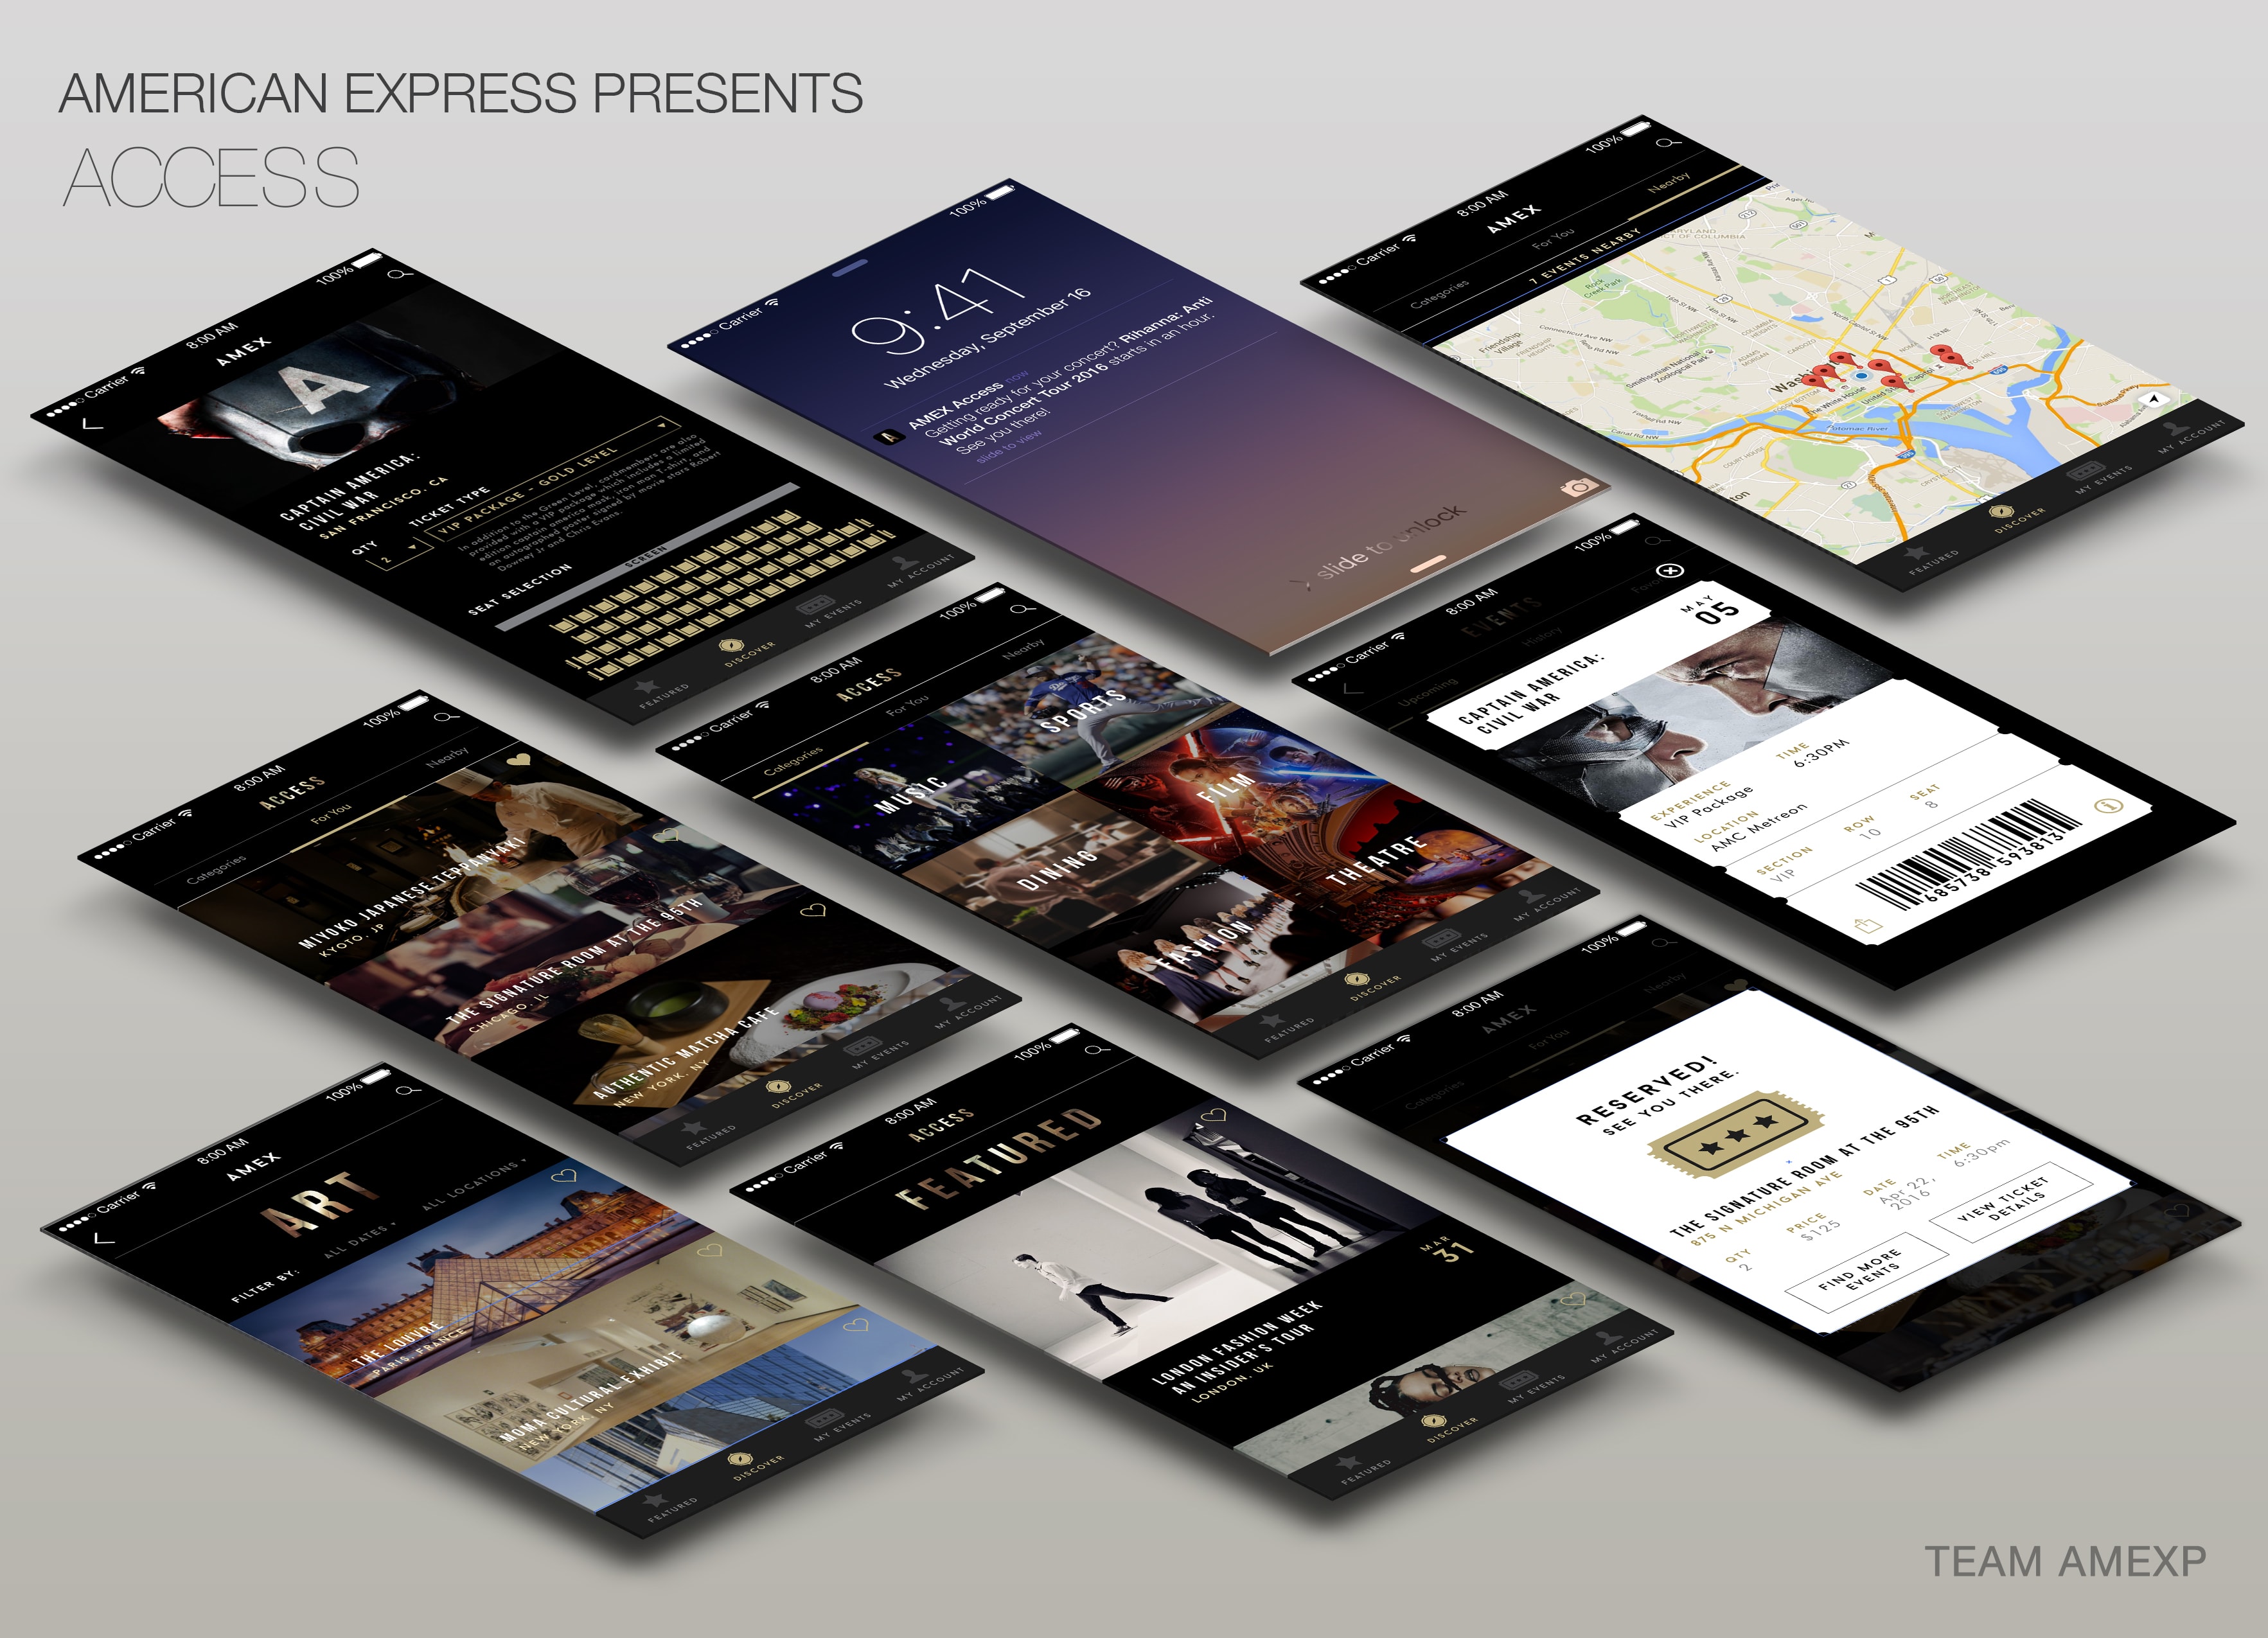 AMERICAN EXPRESS PRESENTS
ACCESS
Carrier 8:00 AM 100%
AMEX
CAPTAIN AMERICA:
CIVIL WAR
SAN FRANCISCO, CA
QTY TICKET TYPE
2 VIP PACKAGE - GOLD LEVEL
In addition to the Green Level, cardmembers are also
provided with a VIP package which includes a limited
edition captain america mask, iron man T-shirt and
an autographed poster signed by movie stars Robert
Downey Jr and Chris Evans.
SEAT SELECTION
SCREEN
FEATURED DISCOVER MY EVENTS MY ACCOUNT
Carrier 100%
9:41
Wednesday, September 16
AMEX Access now
Getting ready for your concert? Rihanna: Anti
World Concert Tour 2016 starts in an hour.
See you there!
slide to view
slide to unlock
Carrier 8:00 AM 100%
AMEX
Categories For You Nearby
7 EVENTS NEARBY
FEATURED DISCOVER MY EVENTS MY ACCOUNT
Carrier 8:00 AM 100%
ACCESS
Categories For You Nearby
MIYOKO JAPANESE TEPPANYAKI
KYOTO, JP
THE SIGNATURE ROOM AT THE 95TH
CHICAGO, IL
AUTHENTIC MATCHA CAFE
NEW YORK, NY
FEATURED DISCOVER MY EVENTS MY ACCOUNT
Carrier 8:00 AM 100%
ACCESS
Categories For You Nearby
MUSIC SPORTS
DINING FILM
FASHION THEATRE
FEATURED DISCOVER MY EVENTS MY ACCOUNT
Carrier 8:00 AM 100%
EVENTS
Upcoming History
CAPTAIN AMERICA:
CIVIL WAR
MAY
05
EXPERIENCE TIME
VIP Package 6:30PM
LOCATION
AMC Metreon
SECTION ROW SEAT
VIP 10 8
685738 593813
Carrier 8:00 AM 100%
AMEX
ART
FILTER BY: ALL DATES ALL LOCATIONS
THE LOUVRE
PARIS, FRANCE
MOMA CULTURAL EXHIBIT
NEW YORK, NY
FEATURED DISCOVER MY EVENTS MY ACCOUNT
Carrier 8:00 AM 100%
ACCESS
FEATURED
MAR
31
LONDON FASHION WEEK
AN INSIDER'S TOUR
LONDON, UK
FEATURED DISCOVER MY EVENTS MY ACCOUNT
Carrier 8:00 AM 100%
AMEX
Categories For You Nearby
RESERVED!
SEE YOU THERE.
THE SIGNATURE ROOM AT THE 95TH
875 N MICHIGAN AVE
QTY PRICE DATE TIME
2 $125 Apr 22, 2016 6:30pm
FIND MORE EVENTS
VIEW TICKET DETAILS
TEAM AMEXP